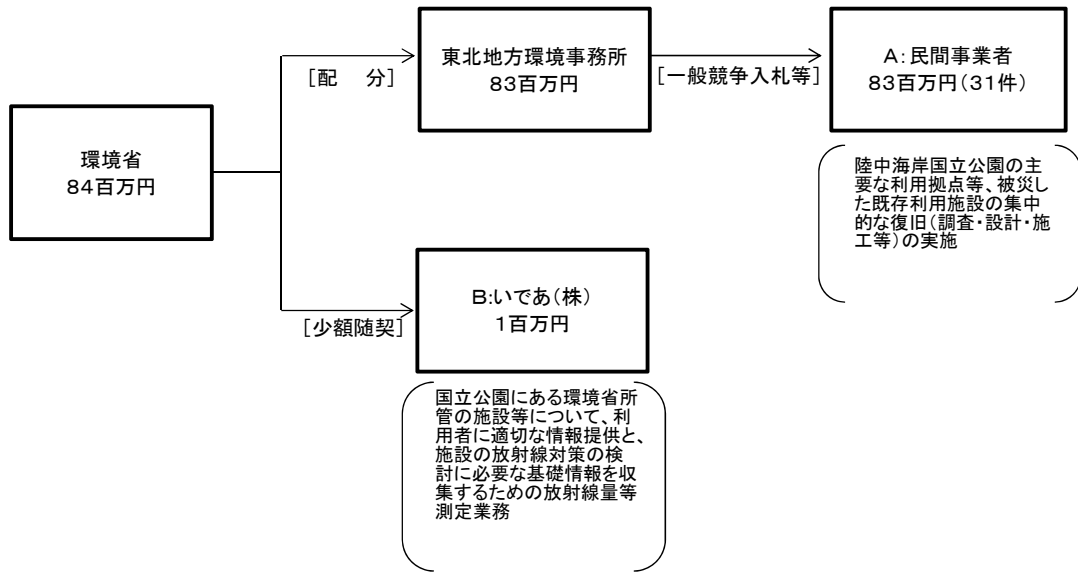 環境省
84百万円
[配　分]
東北地方環境事務所
83百万円
[一般競争入札等]
A:民間事業者
83百万円(31件)
陸中海岸国立公園の主
要な利用拠点等、被災し
た既存利用施設の集中
的な復旧(調査・設計・施
工等)の実施
[少額随契]
B:いであ(株)
1百万円
国立公園にある環境省所
管の施設等について、利
用者に適切な情報提供と、
施設の放射線対策の検
討に必要な基礎情報を収
集するための放射線量等
測定業務